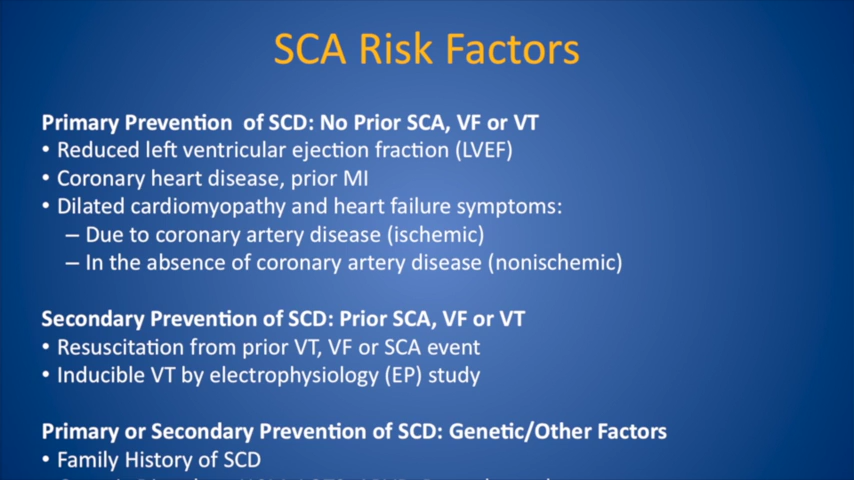 SCA Risk Factors
Primary Prevention of SCD: No Prior SCA, VF or VT
• Reduced left ventricular ejection fraction (LVEF)
• Coronary heart disease, prior MI
• Dilated cardiomyopathy and heart failure symptoms:
– Due to coronary artery disease (ischemic)
– In the absence of coronary artery disease (nonischemic)
Secondary Prevention of SCD: Prior SCA, VF or VT
• Resuscitation from prior VT, VF or SCA event
• Inducible VT by electrophysiology (EP) study
Primary or Secondary Prevention of SCD: Genetic/Other Factors
• Family History of SCD